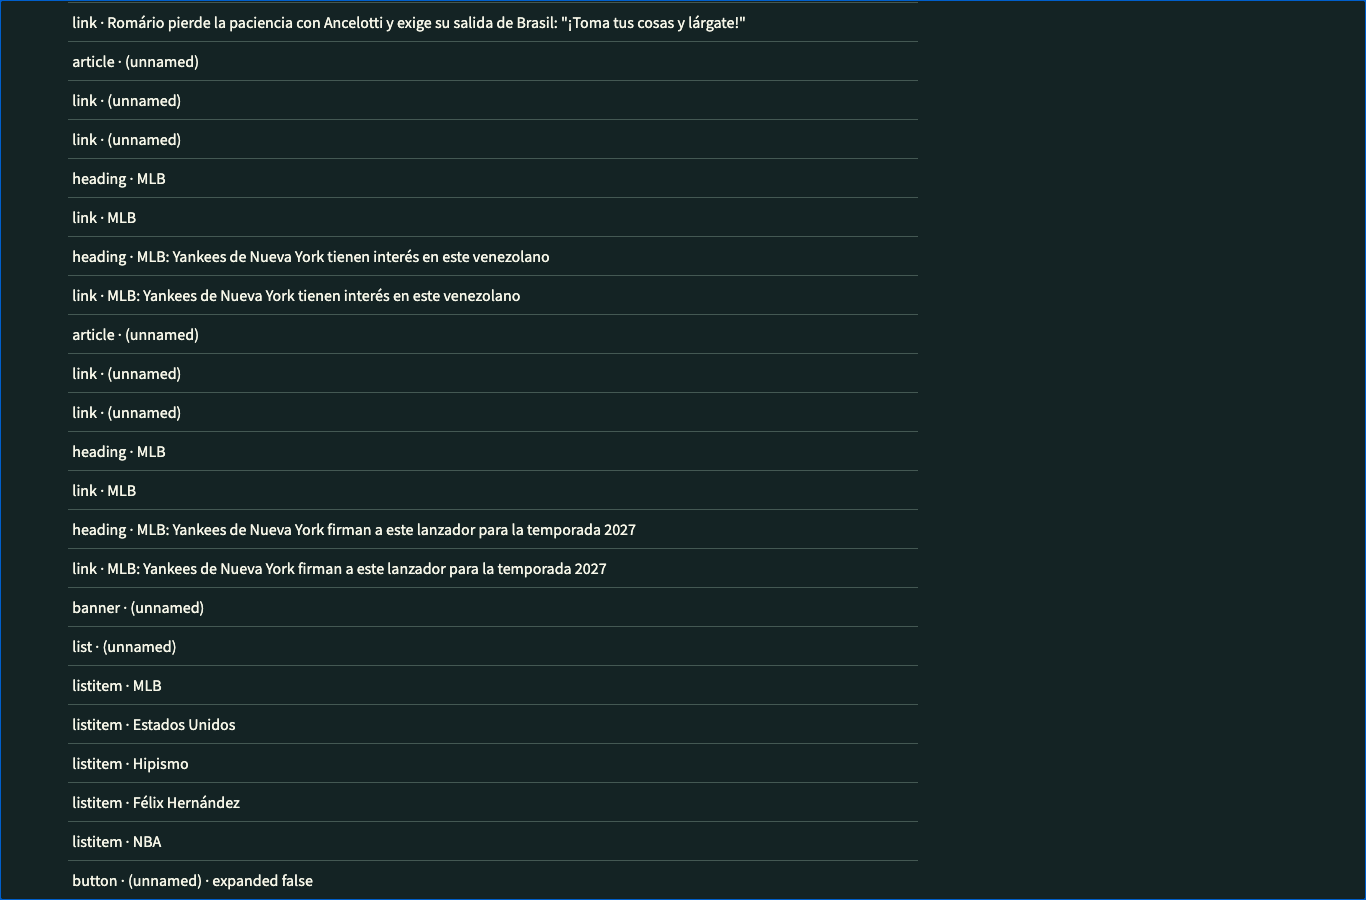 link · Romário pierde la paciencia con Ancelotti y exige su salida de Brasil: "¡Toma tus cosas y lárgate!"
article · (unnamed)
link · (unnamed)
link · (unnamed)
heading · MLB
link · MLB
heading · MLB: Yankees de Nueva York tienen interés en este venezolano
link · MLB: Yankees de Nueva York tienen interés en este venezolano
article · (unnamed)
link · (unnamed)
link · (unnamed)
heading · MLB
link · MLB
heading · MLB: Yankees de Nueva York firman a este lanzador para la temporada 2027
link · MLB: Yankees de Nueva York firman a este lanzador para la temporada 2027
banner · (unnamed)
list · (unnamed)
listitem · MLB
listitem · Estados Unidos
listitem · Hipismo
listitem · Félix Hernández
listitem · NBA
button · (unnamed) · expanded false